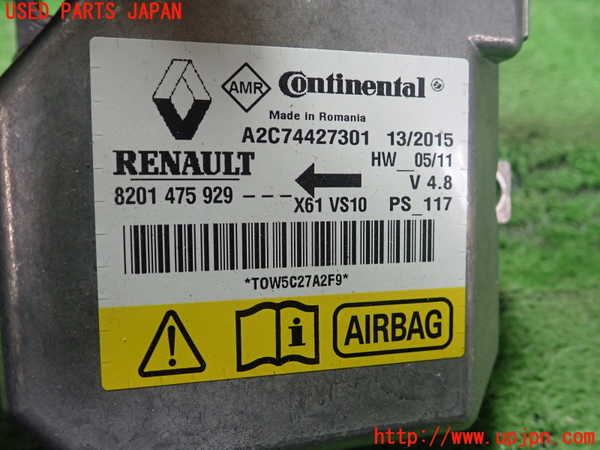 USED PARTS JAPAN
AMR Continental
Made in Romania
A2C74427301 13/2015
RENAULT HW_05/11
V 4.8
8201 475 929 - - - - X61 VS10 PS_117
*T0W5C27A2F9*
AIRBAG
http://www.upjpn.com/